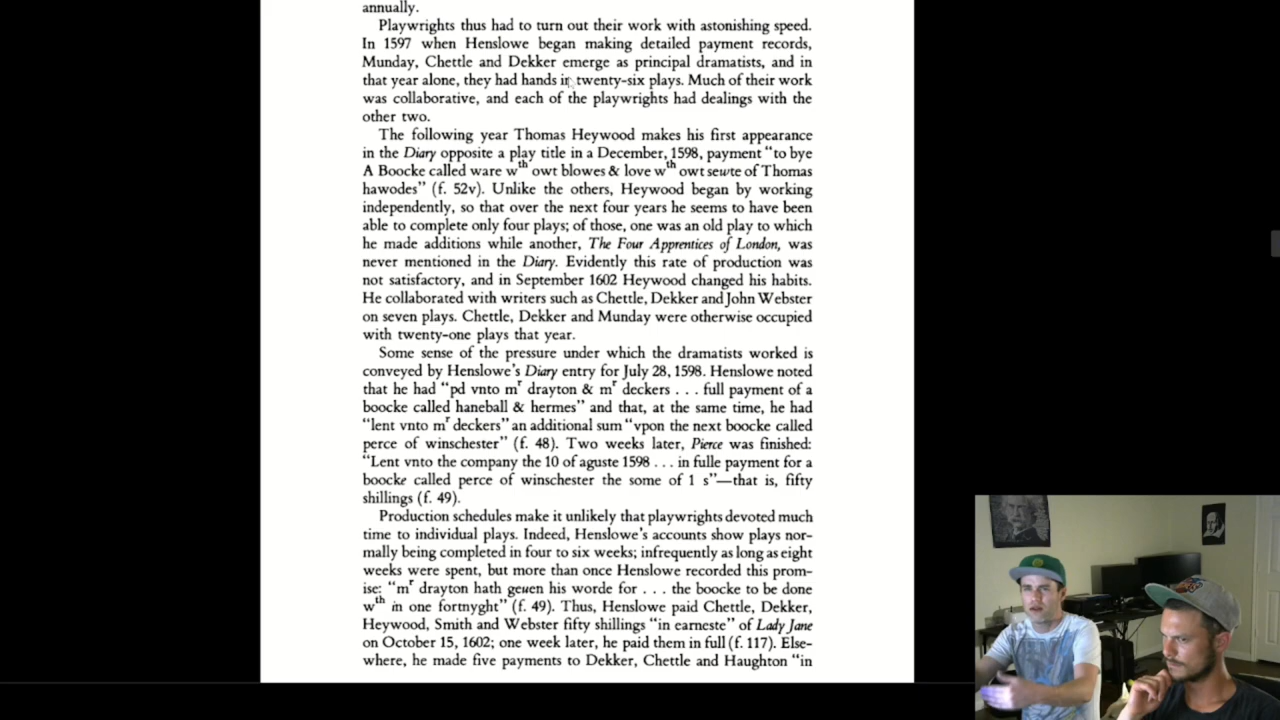 annually.
Playwrights thus had to turn out their work with astonishing speed.
In 1597 when Henslowe began making detailed payment records,
Munday, Chettle and Dekker emerge as principal dramatists, and in
that year alone, they had hands in twenty-six plays. Much of their work
was collaborative, and each of the playwrights had dealings with the
other two.
The following year Thomas Heywood makes his first appearance
in the Diary opposite a play title in a December, 1598, payment “to bye
A Boocke called ware wth owt blowes & love wth owt sewte of Thomas
hawodes” (f. 52v). Unlike the others, Heywood began by working
independently, so that over the next four years he seems to have been
able to complete only four plays; of those, one was an old play to which
he made additions while another, The Four Apprentices of London, was
never mentioned in the Diary. Evidently this rate of production was
not satisfactory, and in September 1602 Heywood changed his habits.
He collaborated with writers such as Chettle, Dekker and John Webster
on seven plays. Chettle, Dekker and Munday were otherwise occupied
with twenty-one plays that year.
Some sense of the pressure under which the dramatists worked is
conveyed by Henslowe's Diary entry for July 28, 1598. Henslowe noted
that he had “pd vnto mr drayton & mr deckers . . . full payment of a
boocke called haneball & hermes” and that, at the same time, he had
“lent vnto mr deckers” an additional sum “vpon the next boocke called
perce of winschester” (f. 48). Two weeks later, Pierce was finished:
“Lent vnto the company the 10 of aguste 1598 . . . in fulle payment for a
boocke called perce of winschester the some of 1 s”—that is, fifty
shillings (f. 49).
Production schedules make it unlikely that playwrights devoted much
time to individual plays. Indeed, Henslowe's accounts show plays nor-
mally being completed in four to six weeks; infrequently as long as eight
weeks were spent, but more than once Henslowe recorded this prom-
ise: “mr drayton hath geuen his worde for . . . the boocke to be done
wth in one fortnyght” (f. 49). Thus, Henslowe paid Chettle, Dekker,
Heywood, Smith and Webster fifty shillings “in earneste” of Lady Jane
on October 15, 1602; one week later, he paid them in full (f. 117). Else-
where, he made five payments to Dekker, Chettle and Haughton “in